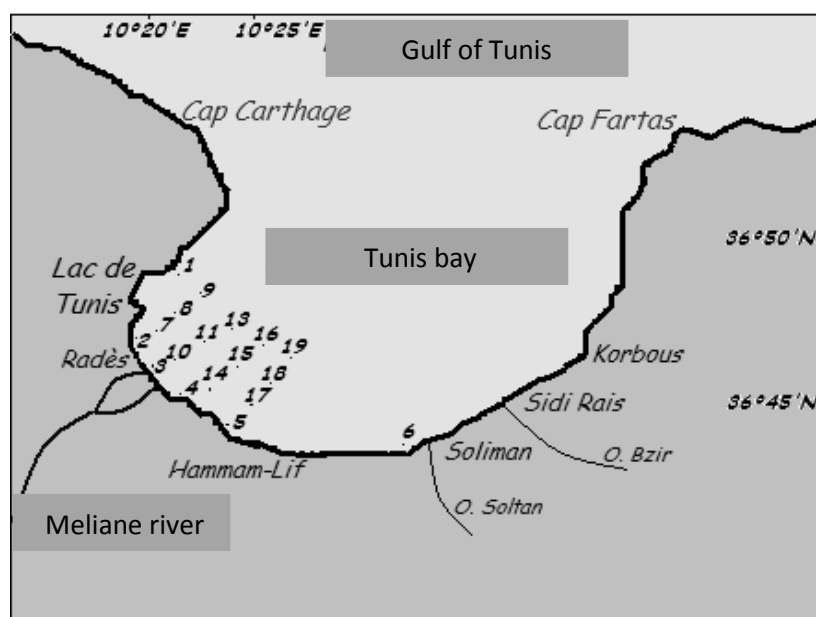 10°20'E 10°25'E
Gulf of Tunis
Cap Carthage
Cap Fartas
36°50'N
Tunis bay
Lac de
Tunis
1
9
8
7
13
2
11
16
10
19
Radès
3
15
Korbous
14
18
4
17
Sidi Rais
36°45'N
5
6
Hammam-Lif
Soliman
O. Bzir
O. Soltan
Meliane river